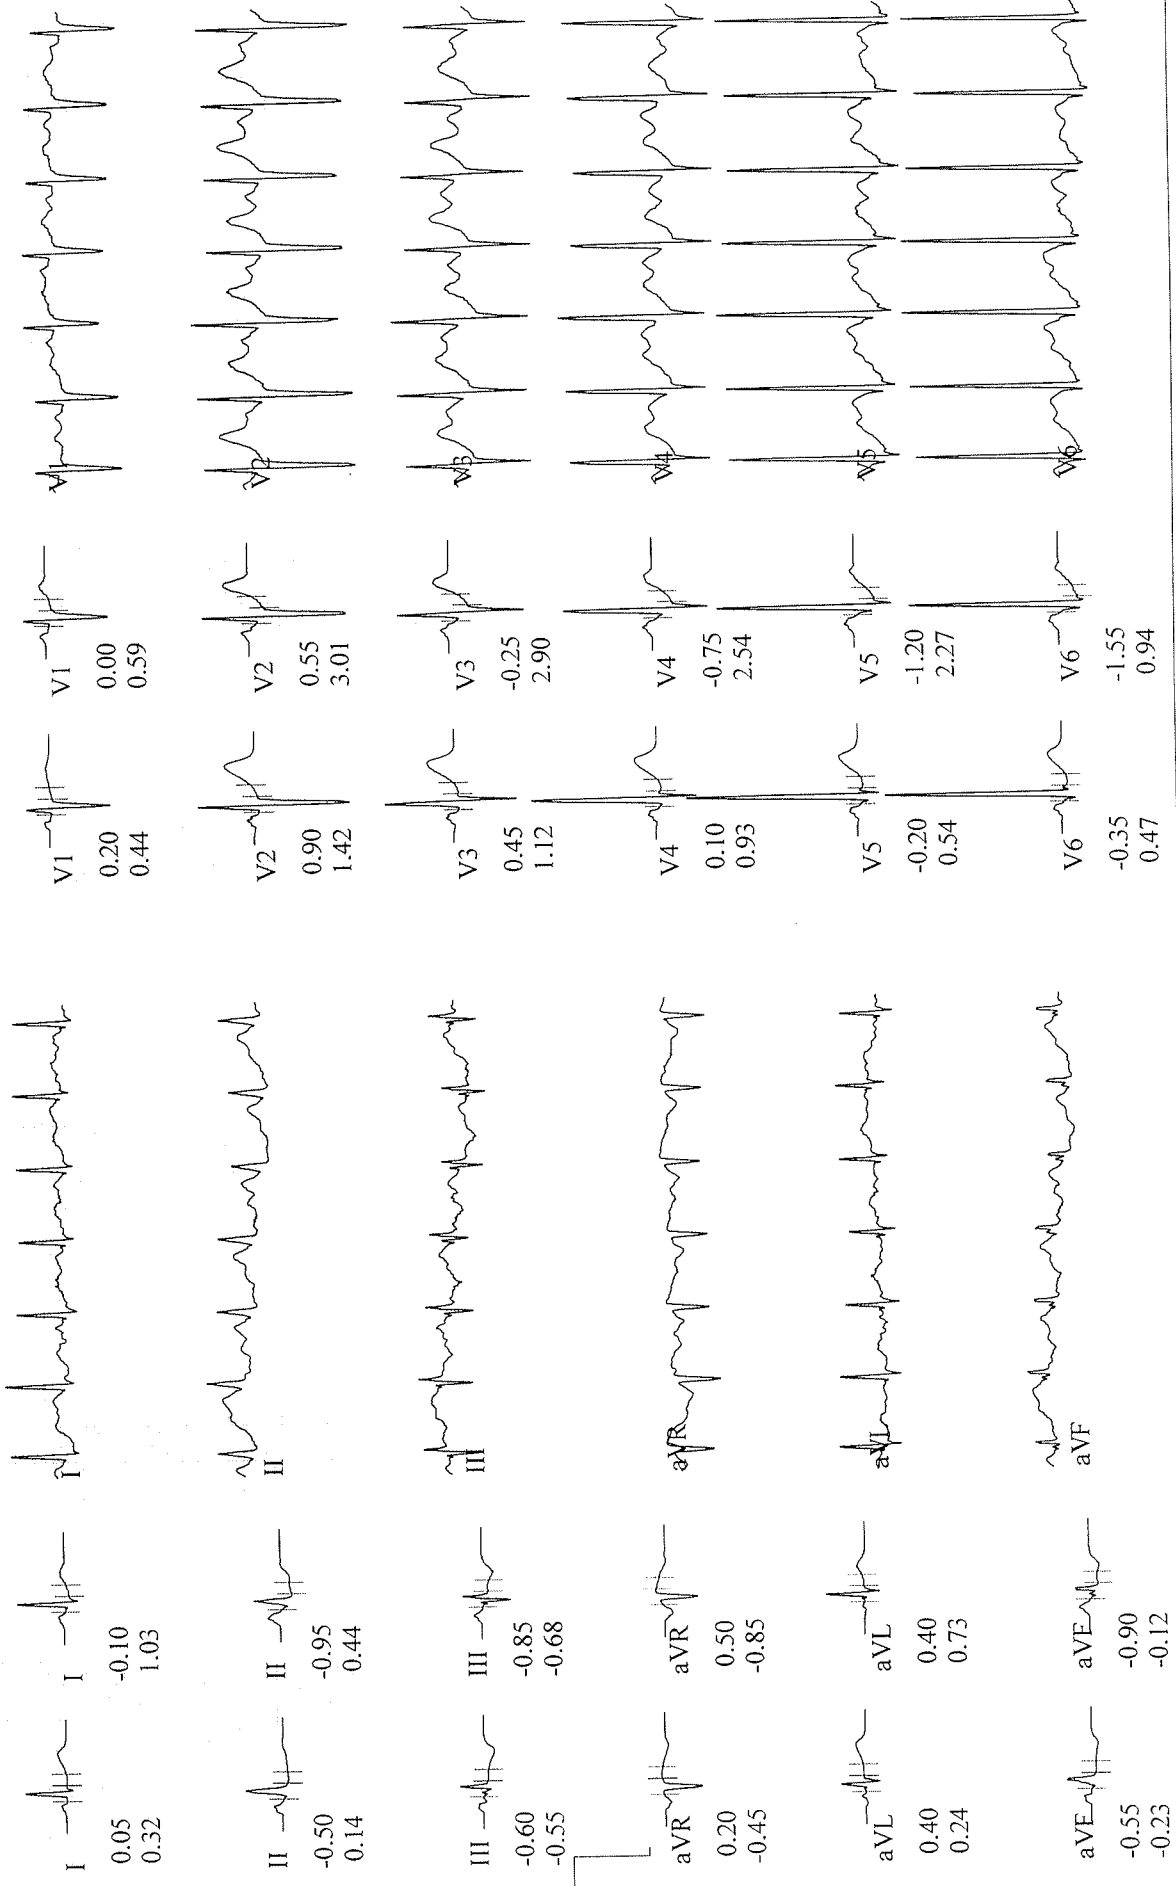 I
0.05
0.32
I
-0.10
1.03
I
V1
0.20
0.44
V1
0.00
0.59
V1
II
-0.50
0.14
II
-0.95
0.44
II
V2
0.90
1.42
V2
0.55
3.01
V2
III
-0.60
-0.55
III
-0.85
-0.68
III
V3
0.45
1.12
V3
-0.25
2.90
V3
aVR
0.20
-0.45
aVR
0.50
-0.85
aVR
V4
0.10
0.93
V4
-0.75
2.54
V4
aVL
0.40
0.24
aVL
0.40
0.73
aVL
V5
-0.20
0.54
V5
-1.20
2.27
V5
aVF
-0.55
-0.23
aVF
-0.90
-0.12
aVF
V6
-0.35
0.47
V6
-1.55
0.94
V6